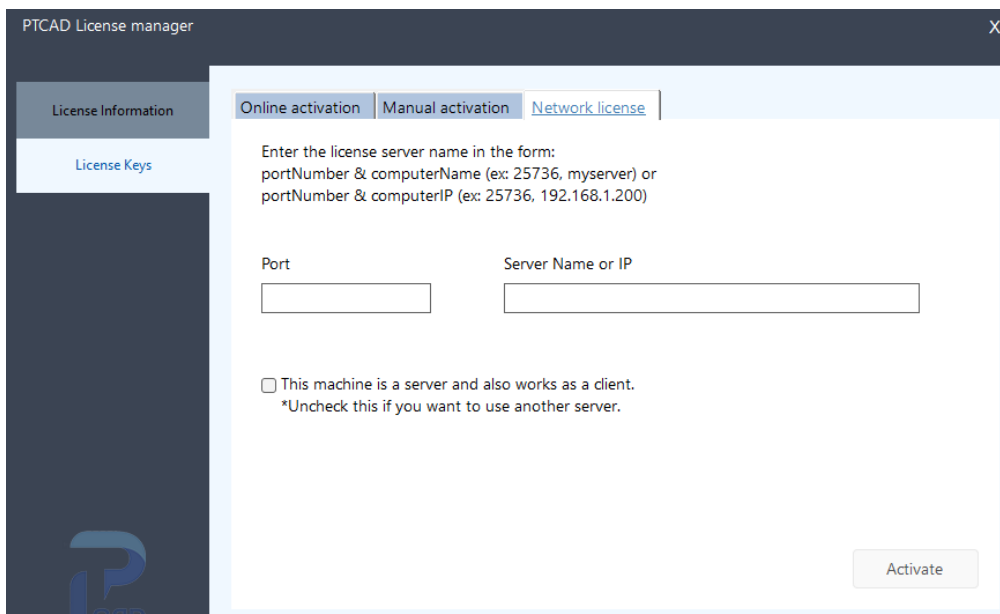 PTCAD License manager
X
License Information
License Keys
Online activation
Manual activation
Network license
Enter the license server name in the form:
portNumber & computerName (ex: 25736, myserver) or
portNumber & computerIP (ex: 25736, 192.168.1.200)
Port
Server Name or IP
This machine is a server and also works as a client.
*Uncheck this if you want to use another server.
Activate